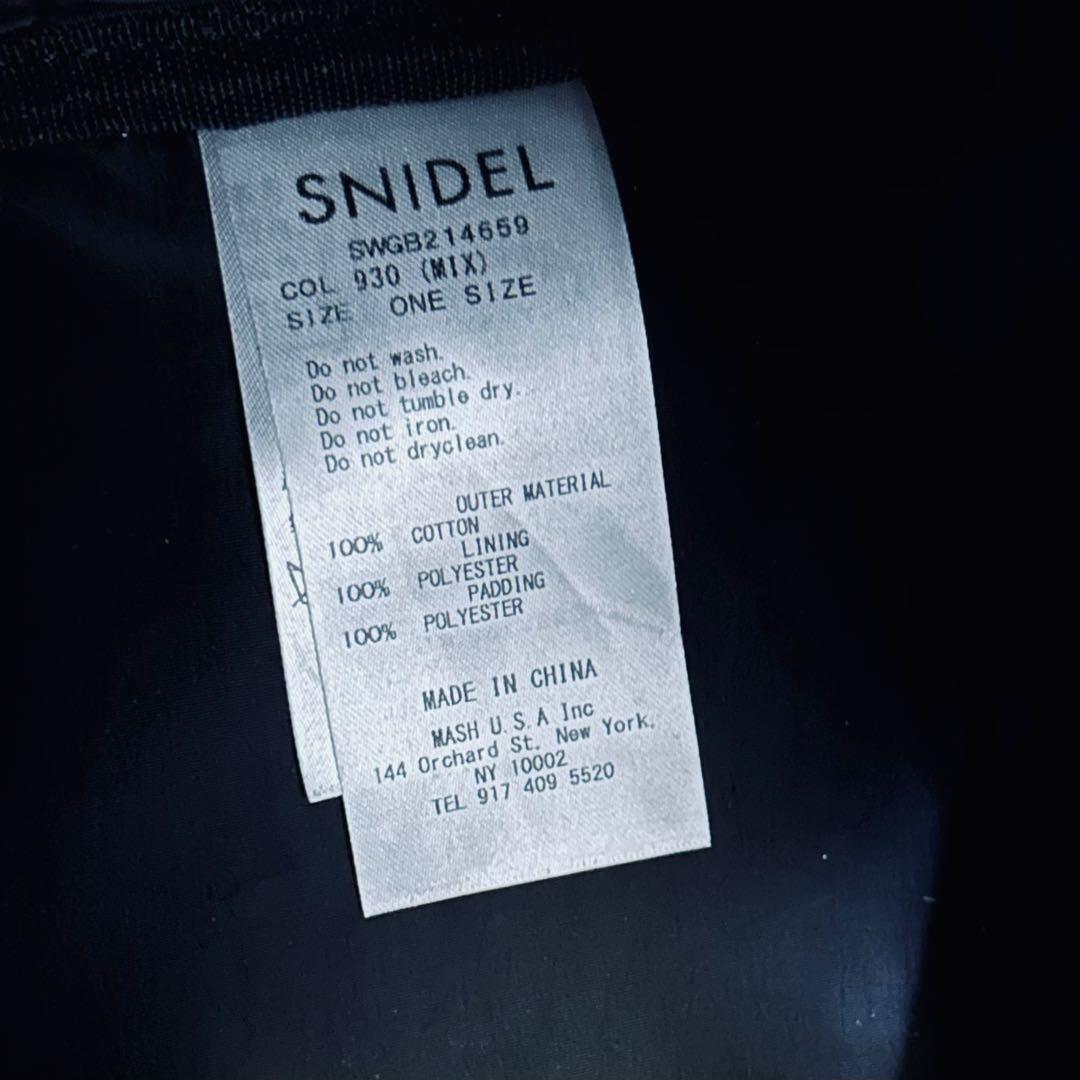 SNIDEL
SWGB214659
COL 930 (MIX)
SIZE ONE SIZE
Do not wash.
Do not bleach.
Do not tumble dry.
Do not iron.
Do not dryclean.
OUTER MATERIAL
100% COTTON
LINING
100% POLYESTER
PADDING
100% POLYESTER
MADE IN CHINA
MASH U.S.A Inc
144 Orchard St. New York.
NY 10002
TEL 917 409 5520